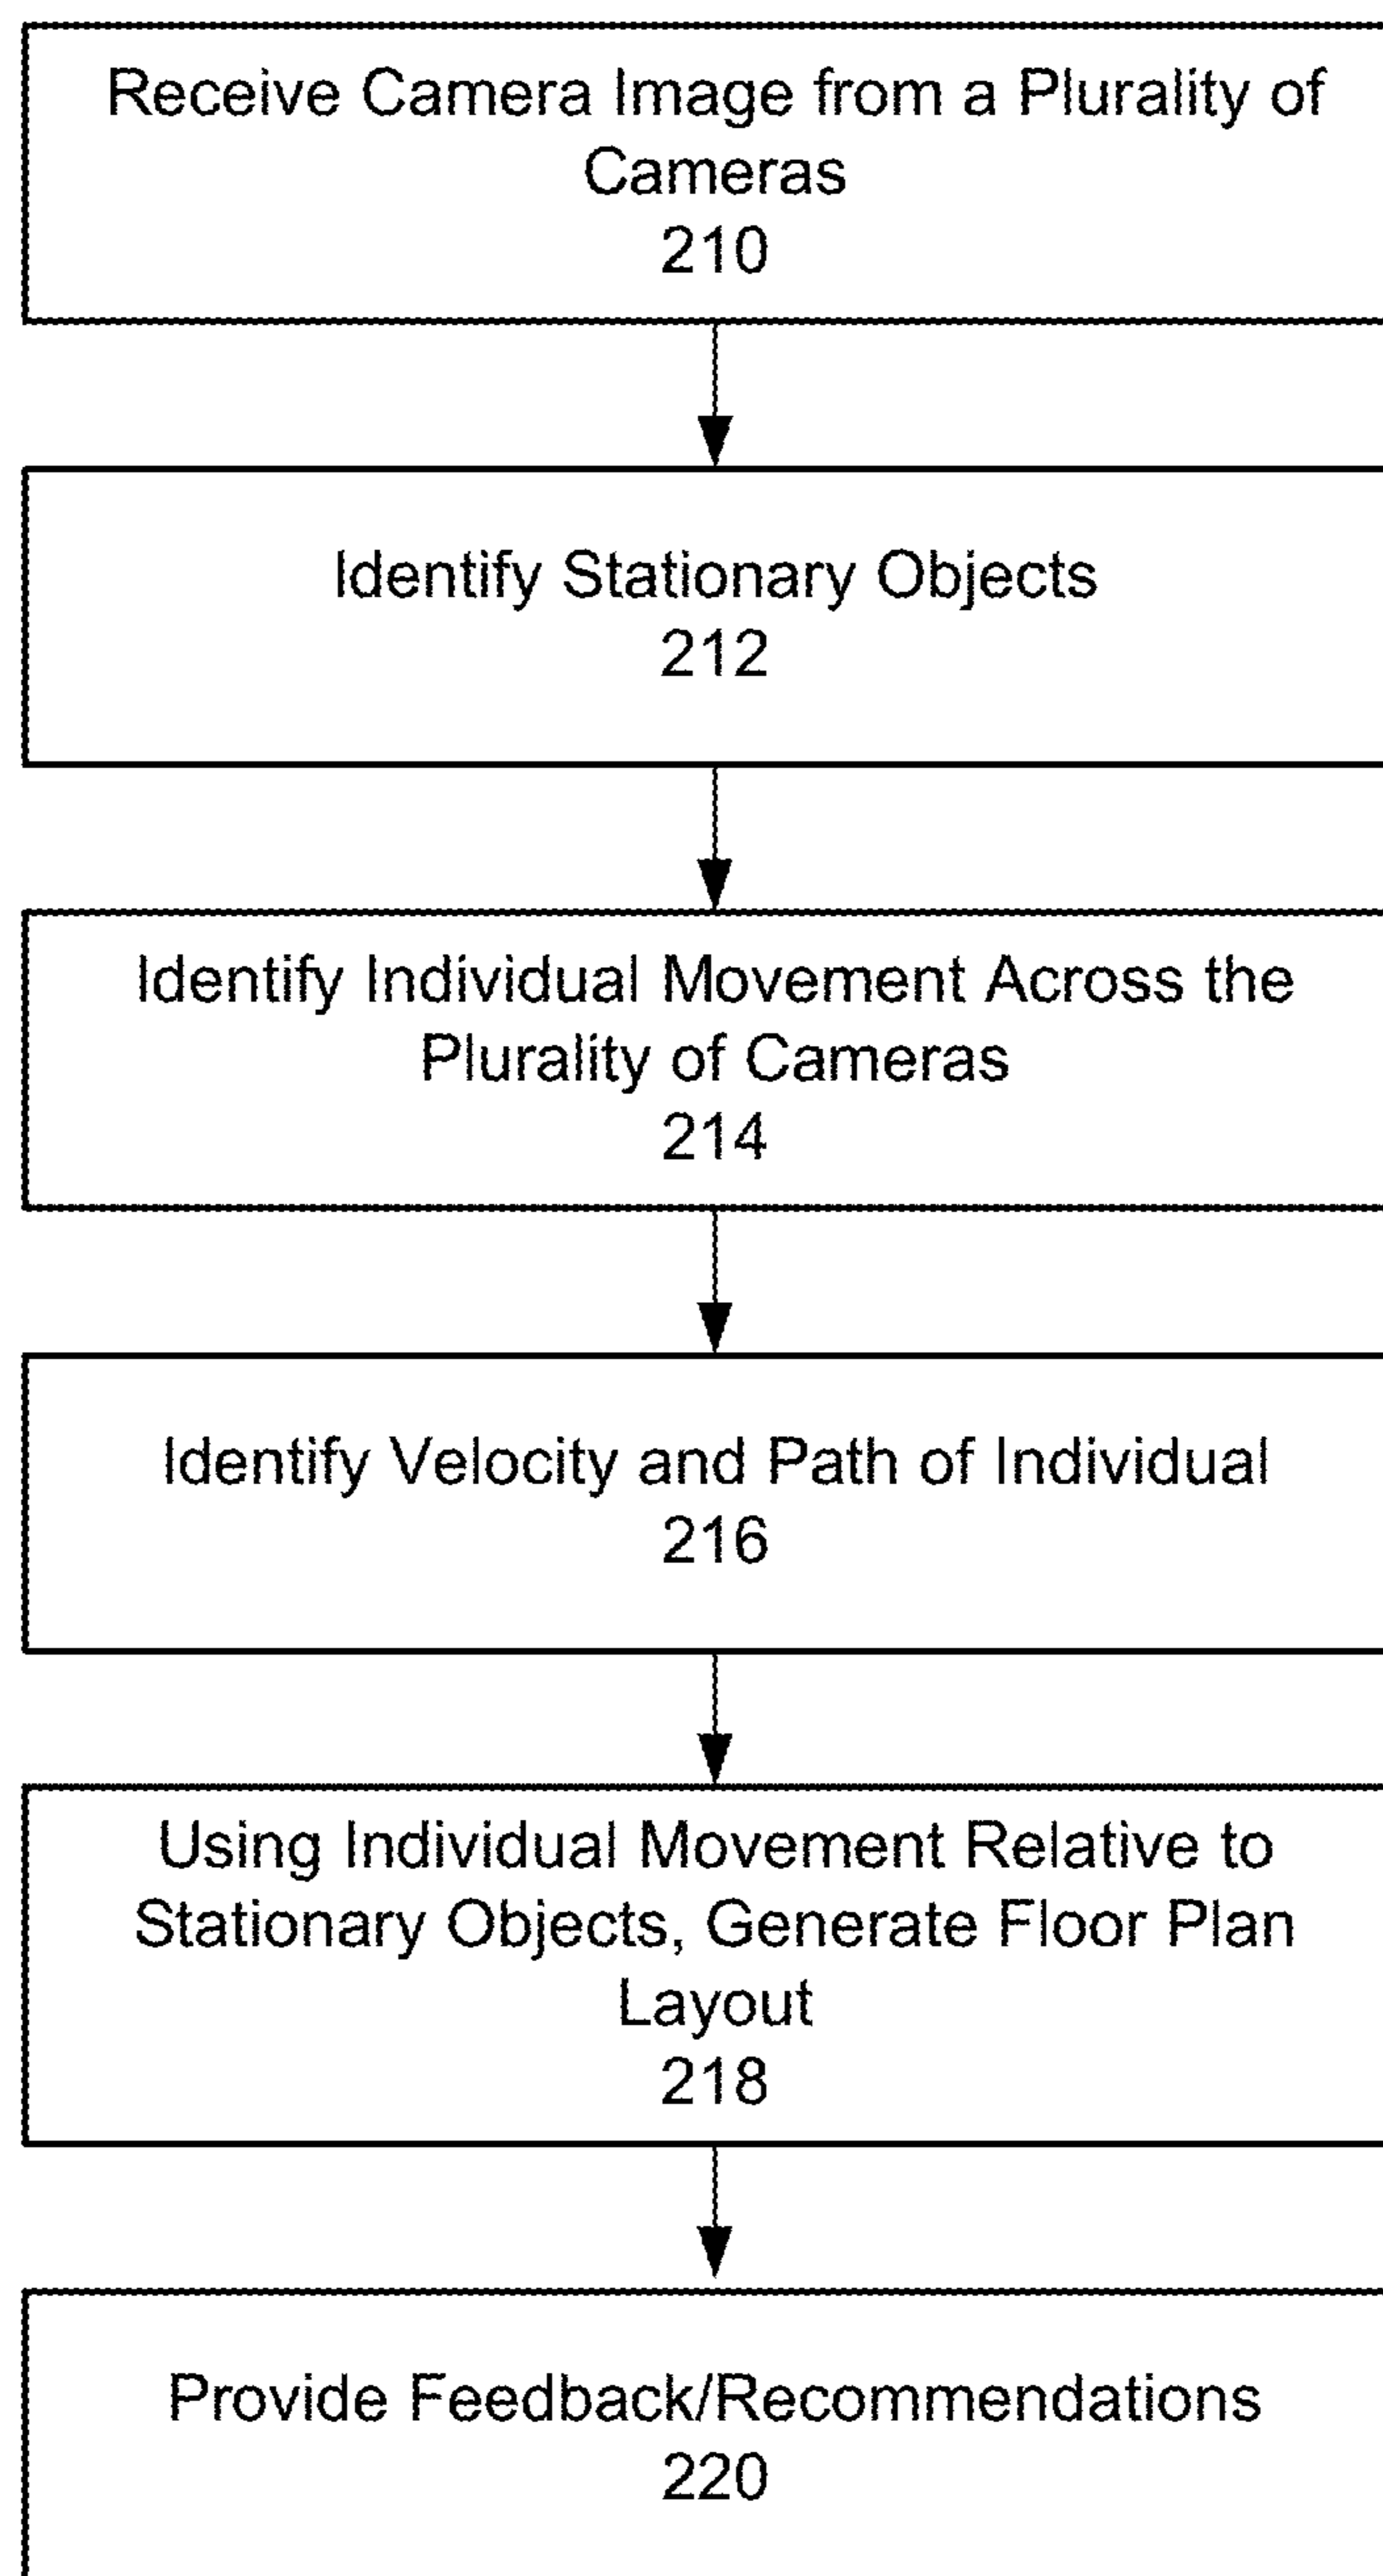 Receive Camera Image from a Plurality of
Cameras
210
Identify Stationary Objects
212
Identify Individual Movement Across the
Plurality of Cameras
214
Identify Velocity and Path of Individual
216
Using Individual Movement Relative to
Stationary Objects, Generate Floor Plan
Layout
218
Provide Feedback/Recommendations
220